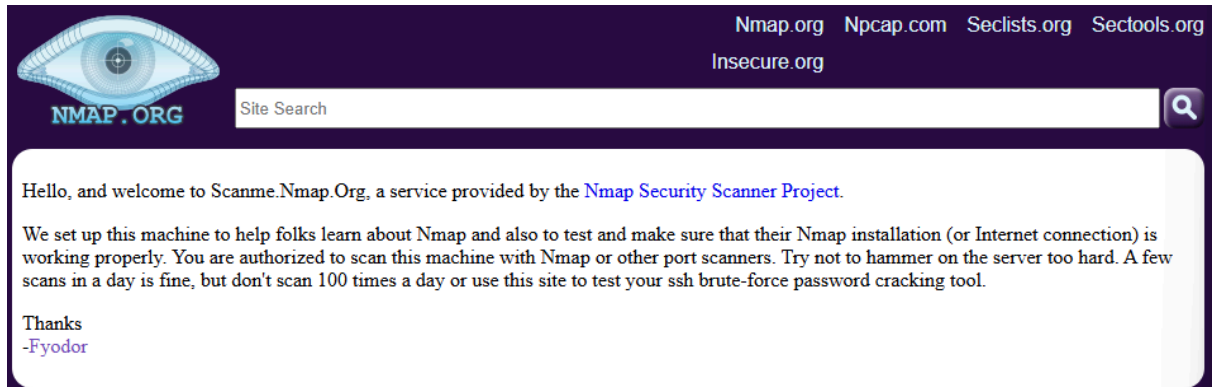 Nmap.org Npcap.com Seclists.org Sectools.org
Insecure.org
NMAP.ORG
Site Search
Hello, and welcome to Scanme.Nmap.Org, a service provided by the Nmap Security Scanner Project.
We set up this machine to help folks learn about Nmap and also to test and make sure that their Nmap installation (or Internet connection) is
working properly. You are authorized to scan this machine with Nmap or other port scanners. Try not to hammer on the server too hard. A few
scans in a day is fine, but don't scan 100 times a day or use this site to test your ssh brute-force password cracking tool.
Thanks
-Fyodor